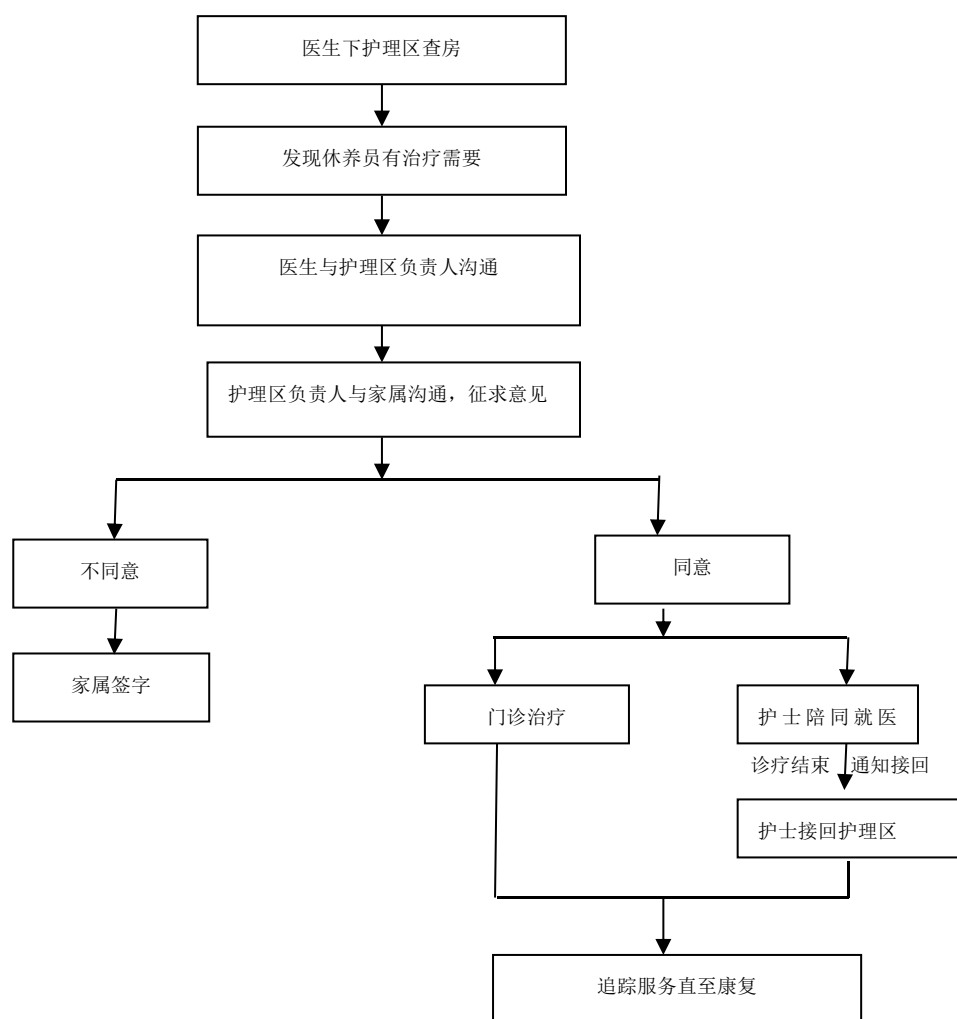 医生下护理区查房
发现休养员有治疗需要
医生与护理区负责人沟通
护理区负责人与家属沟通，征求意见
不同意
同意
家属签字
门诊治疗
护士陪同就医
诊疗结束 通知接回
护士接回护理区
追踪服务直至康复